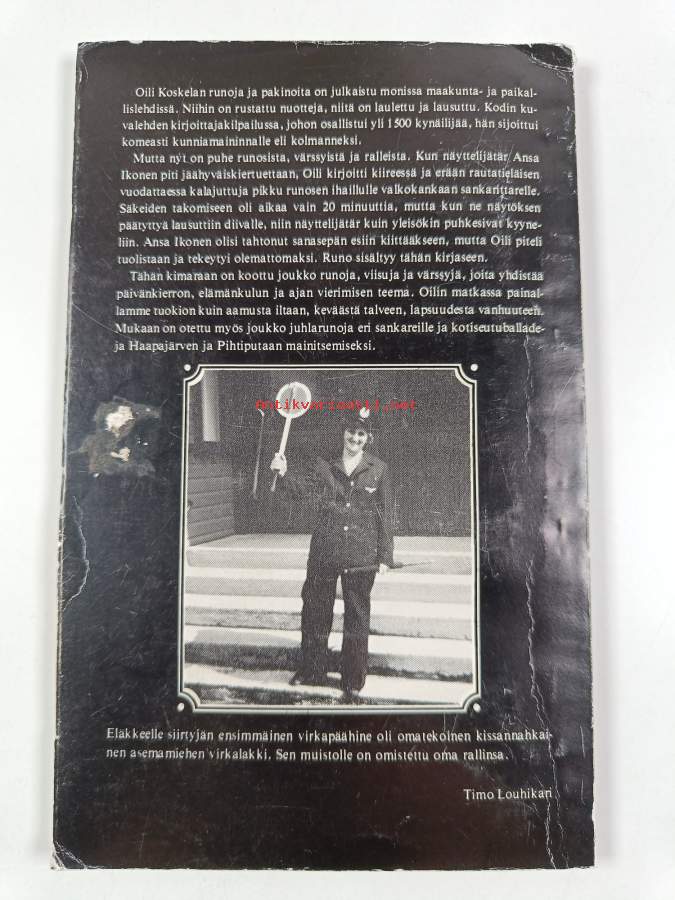 Oili Koskelan runoja ja pakinoita on julkaistu monissa maakunta- ja paikal-
lislehdissä. Niihin on rustattu nuotteja, niitä on laulettu ja lausuttu. Kodin ku-
valehden kirjoittajakilpailussa, johon osallistui yli 1500 kynäilijää, hän sijoittui
komeasti kunniamaininnalle eli kolmanneksi.
Mutta nyt on puhe runosista, värssyistä ja ralleista. Kun näyttelijätär Ansa
Ikonen piti jäähyväiskiertuettaan, Oili kirjoitti kiireessä ja erään rautatieläisen
vuodattaessa kalajuttuja pikku runosen ihaillulle valkokankaan sankarittarelle.
Säkeiden takomiseen oli aikaa vain 20 minuuttia, mutta kun ne näytöksen
päätyttyä lausuttiin diivalle, niin näyttelijätär kuin yleisökin puhkesivat kyyne-
liin. Ansa Ikonen olisi tahtonut sanasepän esiin kiittääkseen, mutta Oili piteli
tuolistaan ja tekeytyi olemattomaksi. Runo sisältyy tähän kirjaseen.
Tähän kimaraan on koottu joukko runoja, viisuja ja värssyjä, joita yhdistää
päivänkierron, elämänkulun ja ajan vierimisen teema. Oilin matkassa painal-
lamme tuokion kuin aamusta iltaan, keväästä talveen, lapsuudesta vanhuuteen.
Mukaan on otettu myös joukko juhlarunoja eri sankareille ja kotiseutuballade-
ja Haapajärven ja Pihtiputaan mainitsemiseksi.
Antikvariaatti.net
Eläkkeelle siirtyjän ensimmäinen virkapäähine oli omatekoinen kissannahkai-
nen asemamiehen virkalakki. Sen muistolle on omistettu oma rallinsa.
Timo Louhikari